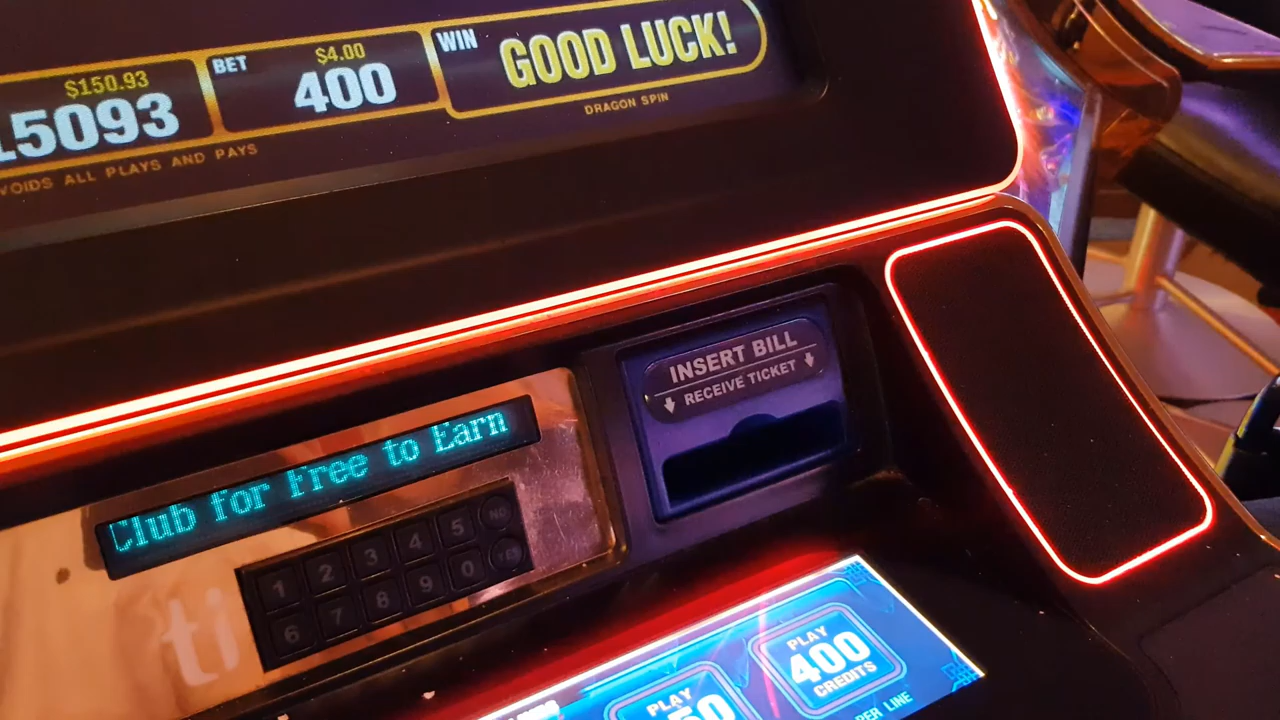 $150.93
15093
BET
$4.00
400
WIN
GOOD LUCK!
DRAGON SPIN
VOIDS ALL PLAYS AND PAYS
INSERT BILL
RECEIVE TICKET
Club for Free to Earn
1 2 3 4 5 NO
6 7 8 9 0 YES
ti
PLAY
50
PLAY
400
CREDITS
PER LINE